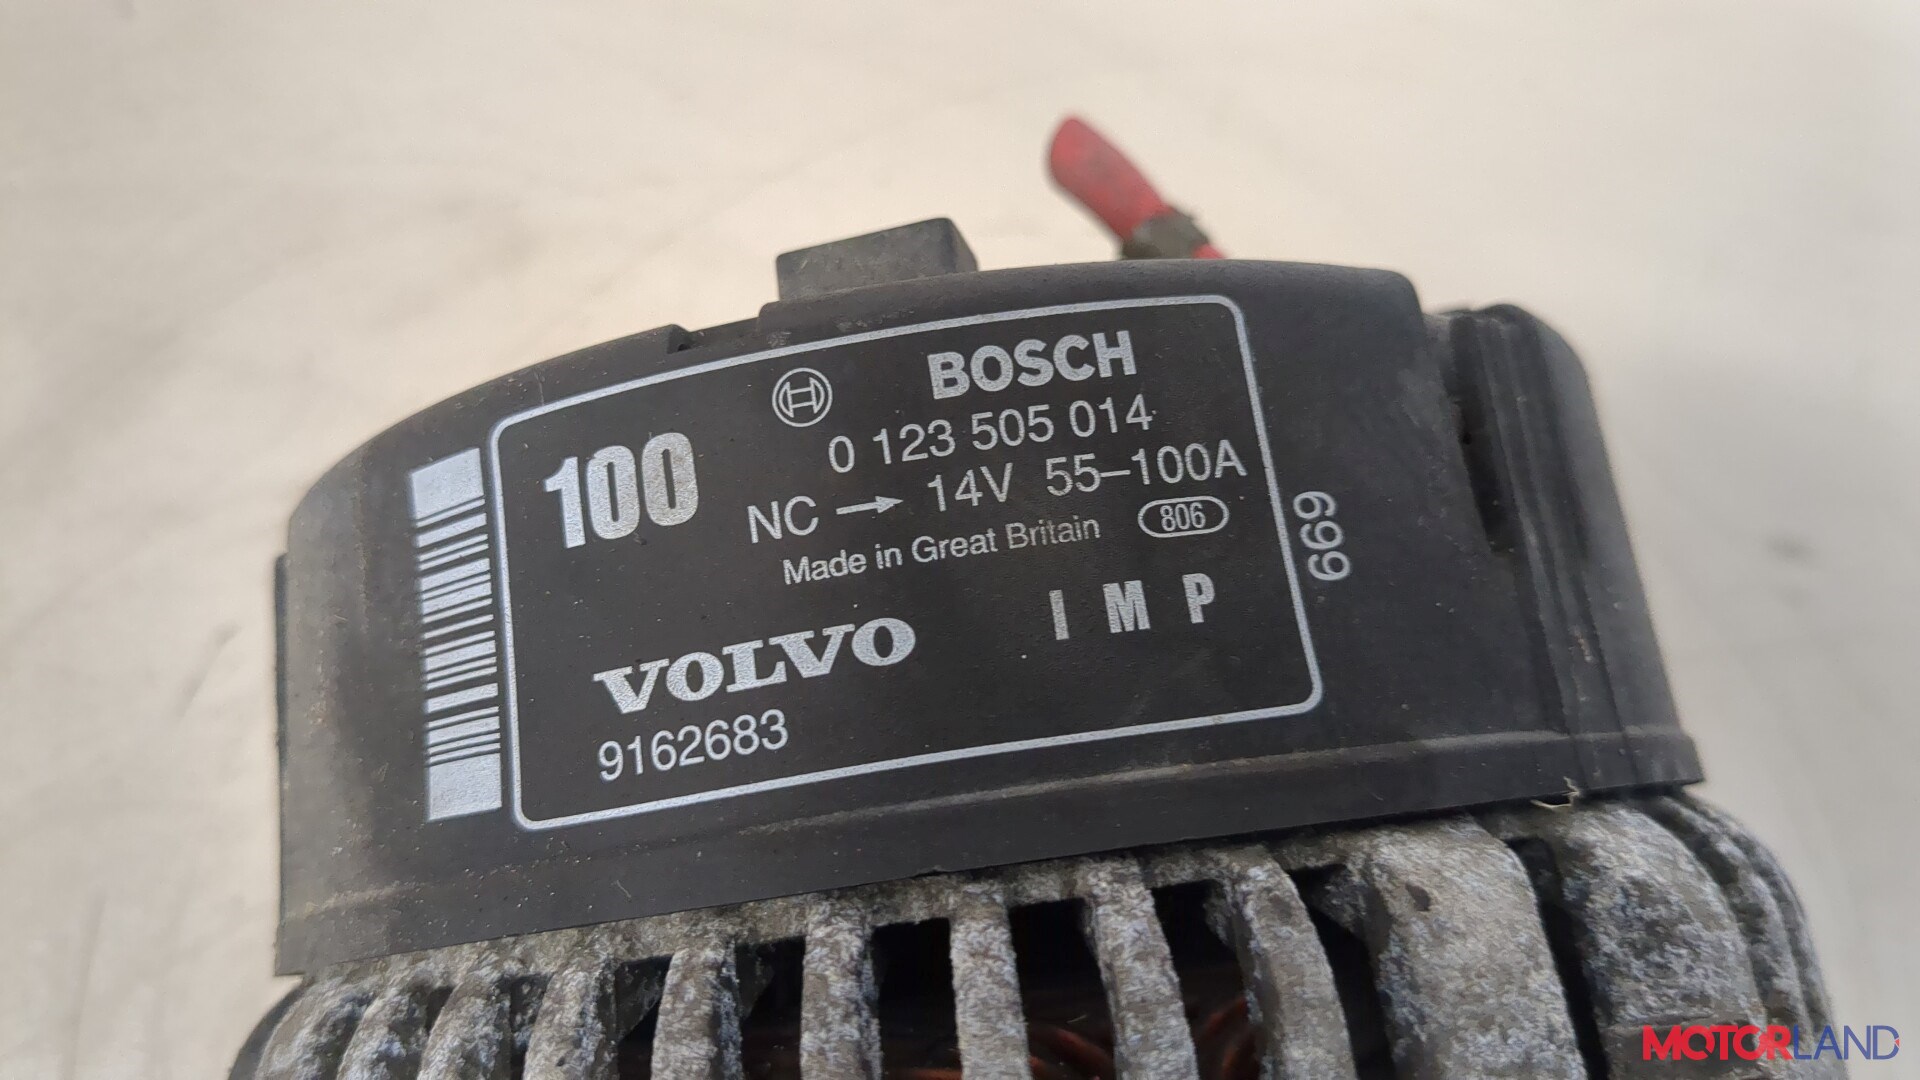 BOSCH
100
0 123 505 014
NC → 14V 55–100A
Made in Great Britain 806
IMP
VOLVO
9162683
669
MOTORLAND